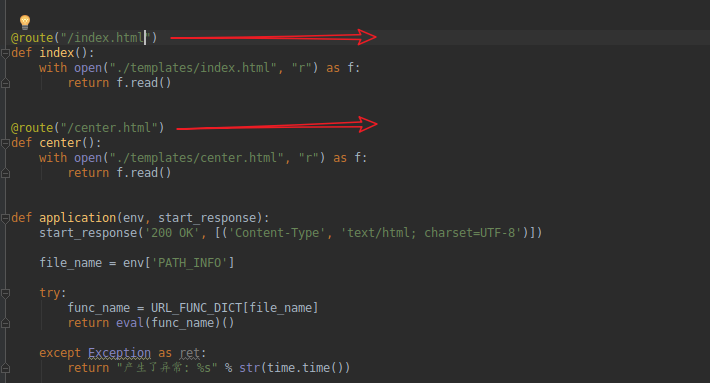 @route("/index.html")
def index():
    with open("./templates/index.html", "r") as f:
        return f.read()
@route("/center.html")
def center():
    with open("./templates/center.html", "r") as f:
        return f.read()
def application(env, start_response):
    start_response('200 OK', [('Content-Type', 'text/html; charset=UTF-8')])
    file_name = env['PATH_INFO']
    try:
        func_name = URL_FUNC_DICT[file_name]
        return eval(func_name)()
    except Exception as ret:
        return "产生了异常: %s" % str(time.time())